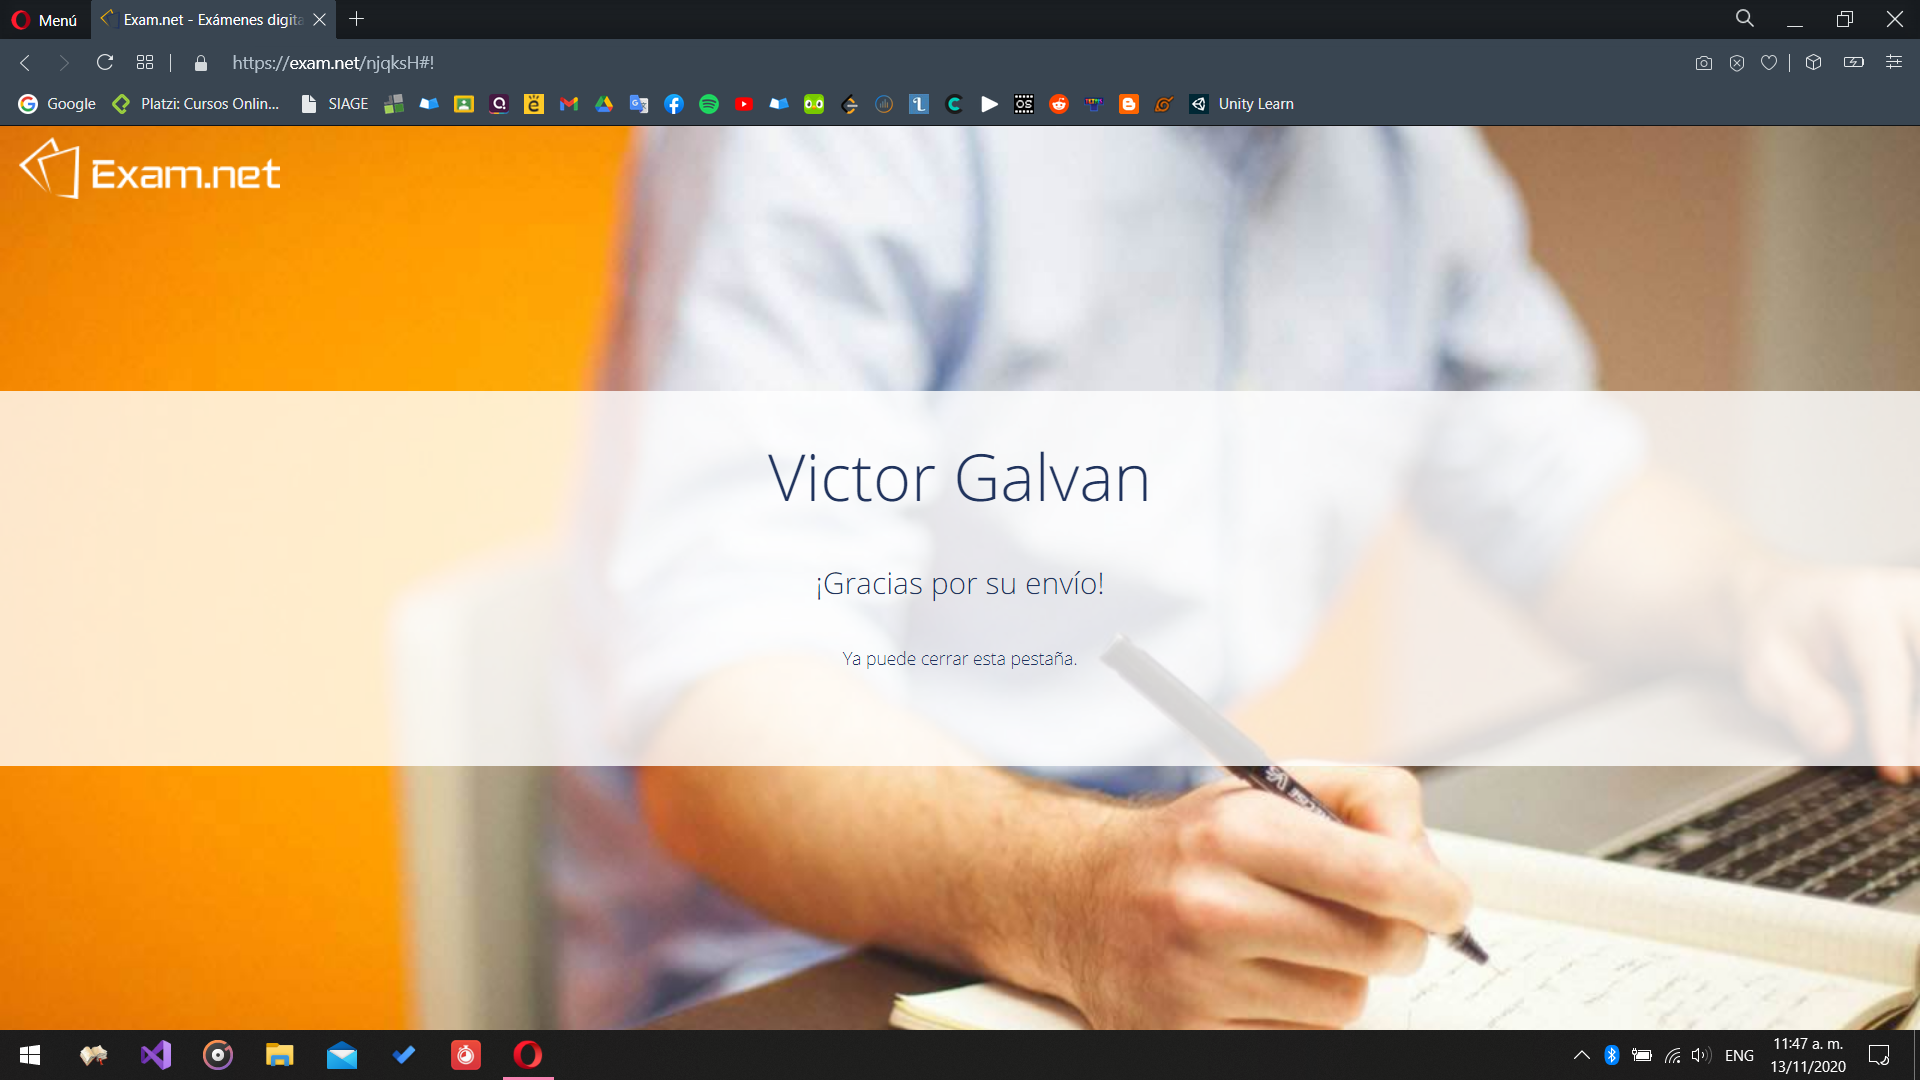 Menú
Exam.net - Exámenes digita
https://exam.net/njqksH#!
Google
Platzi: Cursos Onlin...
SIAGE
Unity Learn
Exam.net
Victor Galvan
¡Gracias por su envío!
Ya puede cerrar esta pestaña.
ENG
11:47 a. m.
13/11/2020